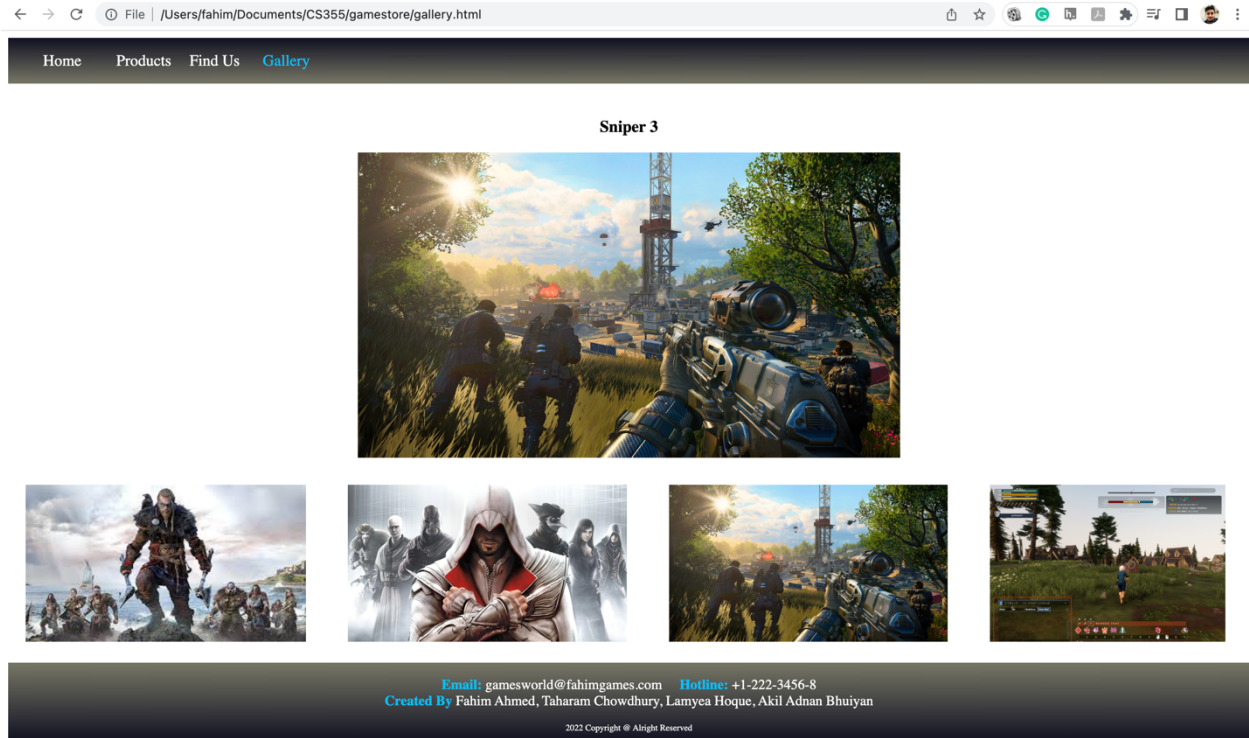 File /Users/fahim/Documents/CS355/gamestore/gallery.html
Home Products Find Us Gallery
Sniper 3
Email: gamesworld@fahimgames.com Hotline: +1-222-3456-8
Created By Fahim Ahmed, Taharam Chowdhury, Lamyea Hoque, Akil Adnan Bhuiyan
2022 Copyright @ Alright Reserved